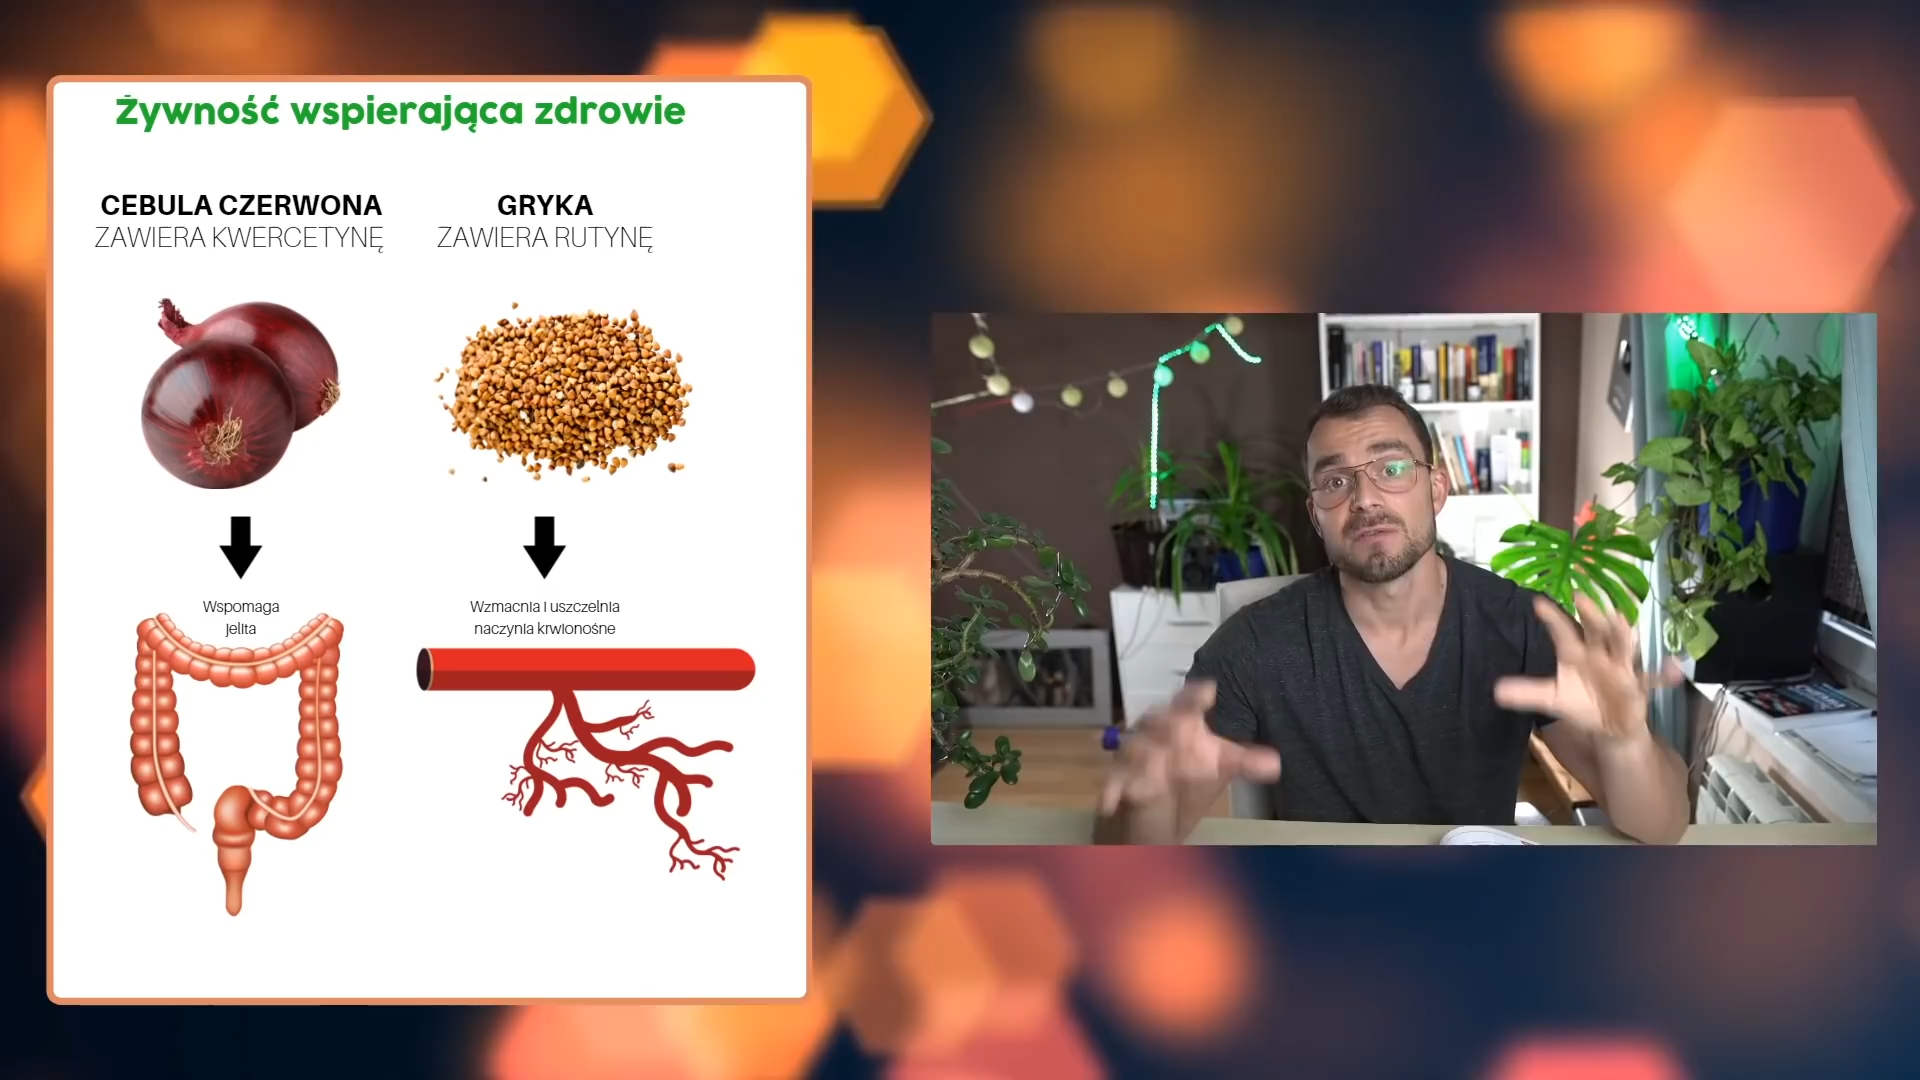 Żywność wspierająca zdrowie
CEBULA CZERWONA
ZAWIERA KWERCETYNĘ
GRYKA
ZAWIERA RUTYNĘ
Wspomaga
jelita
Wzmacnia i uszczelnia
naczynia krwionośne